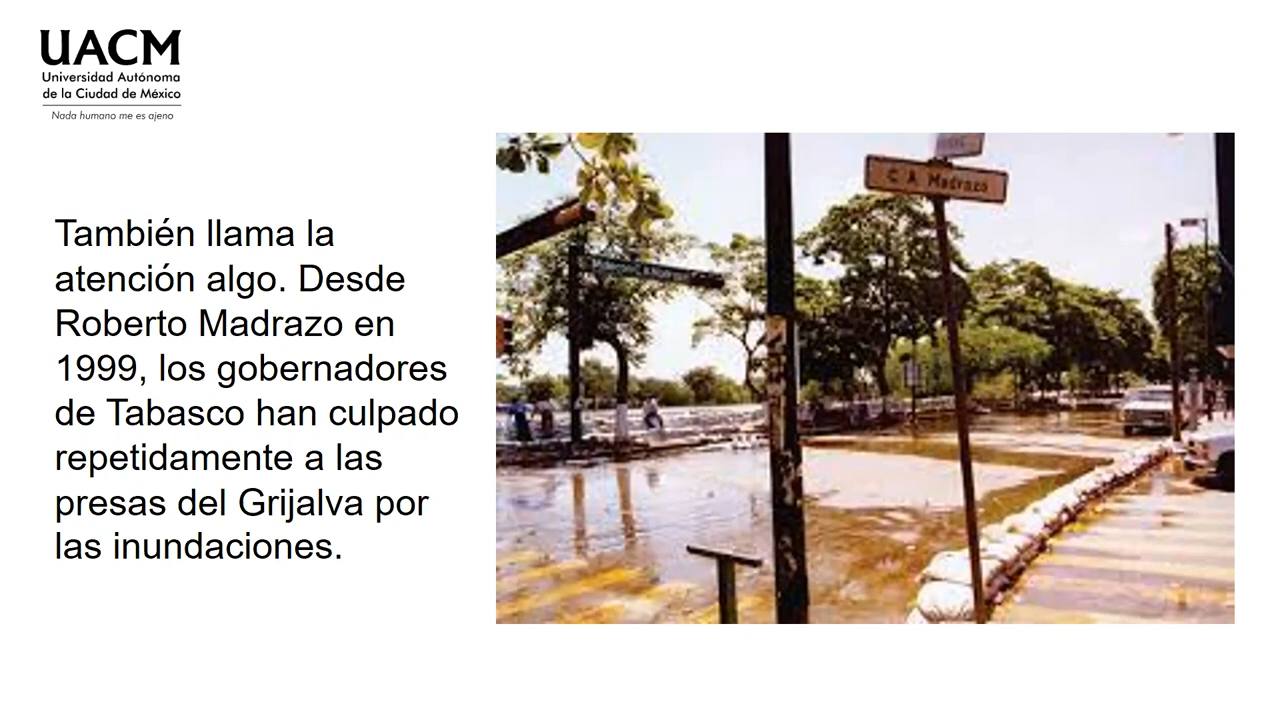 UACM
Universidad Autónoma
de la Ciudad de México
Nada humano me es ajeno
También llama la
atención algo. Desde
Roberto Madrazo en
1999, los gobernadores
de Tabasco han culpado
repetidamente a las
presas del Grijalva por
las inundaciones.
C. A. Madrazo